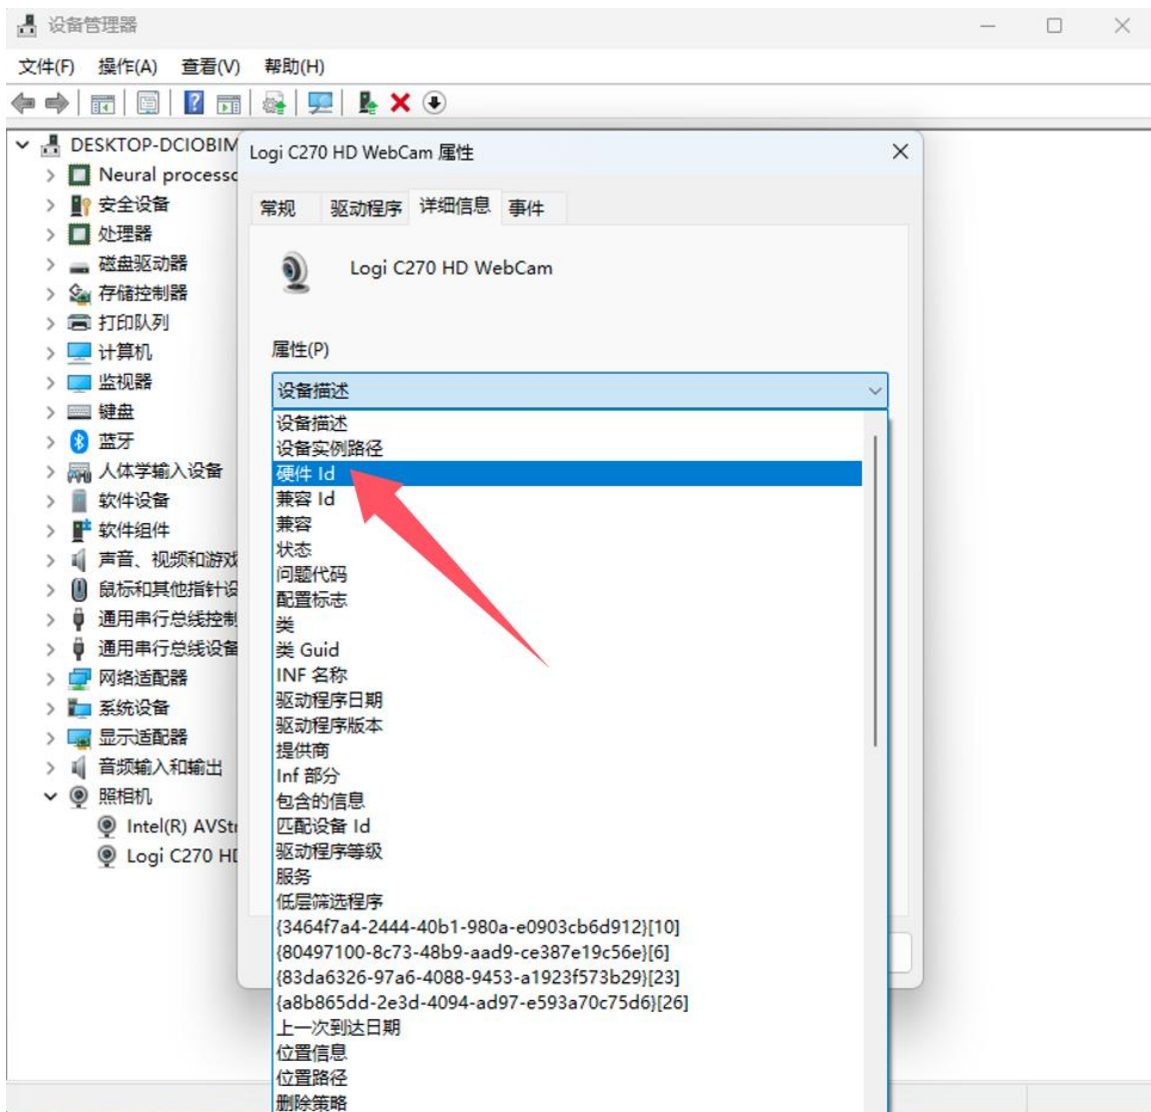 设备管理器
文件(F) 操作(A) 查看(V) 帮助(H)
DESKTOP-DCIOBIM
Neural processo
安全设备
处理器
磁盘驱动器
存储控制器
打印队列
计算机
监视器
键盘
蓝牙
人体学输入设备
软件设备
软件组件
声音、视频和游戏
鼠标和其他指针设
通用串行总线控制
通用串行总线设备
网络适配器
系统设备
显示适配器
音频输入和输出
照相机
Intel(R) AVStr
Logi C270 HD
Logi C270 HD WebCam 属性
常规 驱动程序 详细信息 事件
Logi C270 HD WebCam
属性(P)
设备描述
设备描述
设备实例路径
硬件 Id
兼容 Id
兼容
状态
问题代码
配置标志
类
类 Guid
INF 名称
驱动程序日期
驱动程序版本
提供商
Inf 部分
包含的信息
匹配设备 Id
驱动程序等级
服务
低层筛选程序
{3464f7a4-2444-40b1-980a-e0903cb6d912}[10]
{80497100-8c73-48b9-aad9-ce387e19c56e}[6]
{83da6326-97a6-4088-9453-a1923f573b29}[23]
{a8b865dd-2e3d-4094-ad97-e593a70c75d6}[26]
上一次到达日期
位置信息
位置路径
删除策略